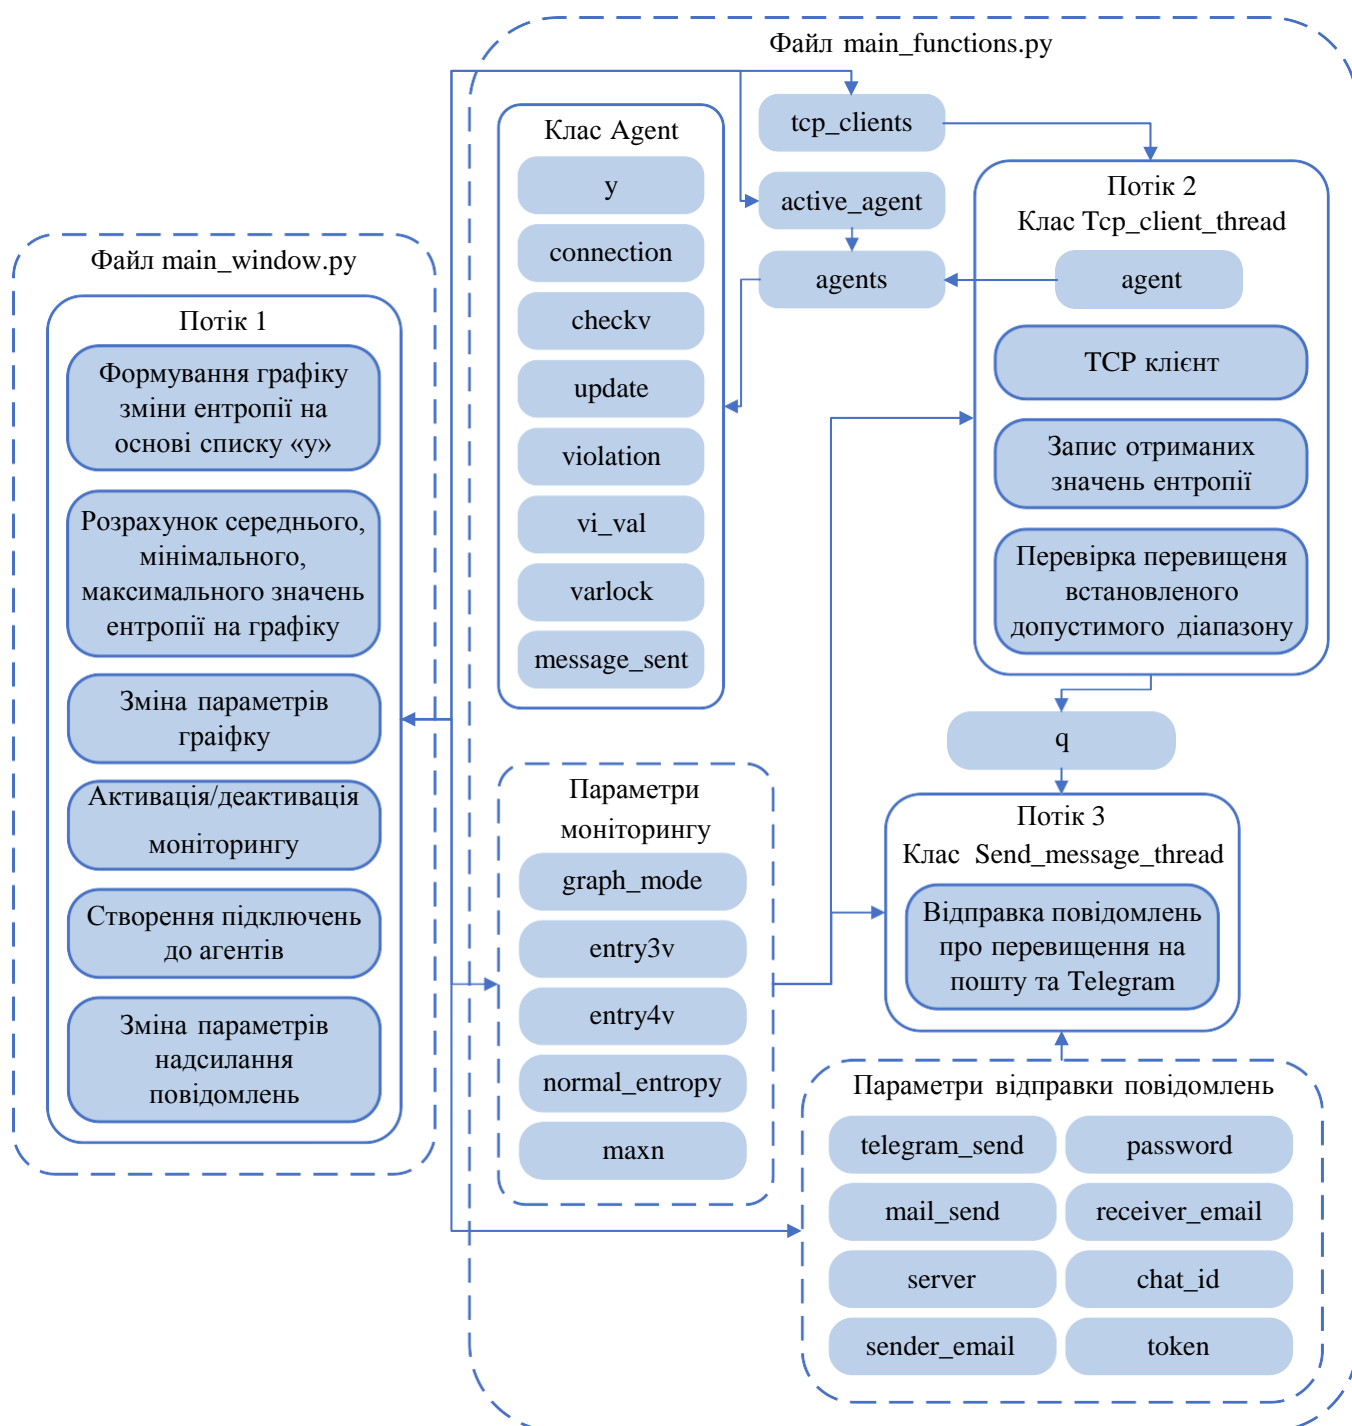 Файл main_functions.py
tcp_clients
active_agent
agents
Клас Agent
y
connection
checkv
update
violation
vi_val
varlock
message_sent
Потік 2
Клас Tcp_client_thread
agent
TCP клієнт
Запис отриманих
значень ентропії
Перевірка перевищеня
встановленого
допустимого діапазону
q
Файл main_window.py
Потік 1
Формування графіку
зміни ентропії на
основі списку «y»
Розрахунок середнього,
мінімального,
максимального значень
ентропії на графіку
Зміна параметрів
граіфку
Активація/деактивація
моніторингу
Створення підключень
до агентів
Зміна параметрів
надсилання
повідомлень
Параметри
моніторингу
graph_mode
entry3v
entry4v
normal_entropy
maxn
Потік 3
Клас Send_message_thread
Відправка повідомлень
про перевищення на
пошту та Telegram
Параметри відправки повідомлень
telegram_send
password
mail_send
receiver_email
server
chat_id
sender_email
token